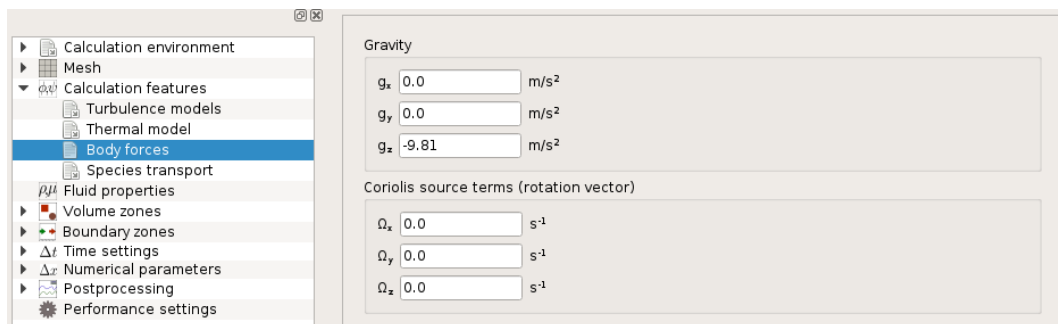 Calculation environment
Mesh
Calculation features
Turbulence models
Thermal model
Body forces
Species transport
ρ,μ Fluid properties
Volume zones
Boundary zones
Δt Time settings
Δx Numerical parameters
Postprocessing
Performance settings
Gravity
gₓ 0.0 m/s²
gᵧ 0.0 m/s²
g_z -9.81 m/s²
Coriolis source terms (rotation vector)
Ωₓ 0.0 s⁻¹
Ωᵧ 0.0 s⁻¹
Ω_z 0.0 s⁻¹